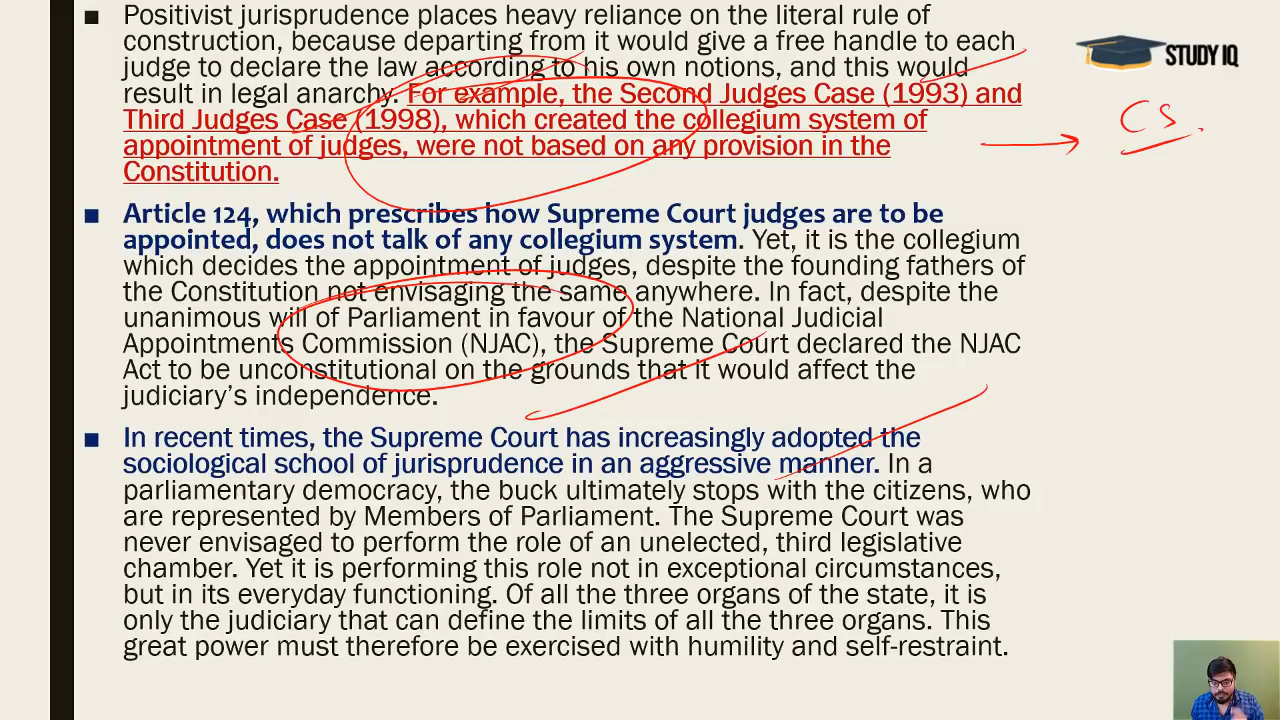 Positivist jurisprudence places heavy reliance on the literal rule of
construction, because departing from it would give a free handle to each
judge to declare the law according to his own notions, and this would
result in legal anarchy. For example, the Second Judges Case (1993) and
Third Judges Case (1998), which created the collegium system of
appointment of judges, were not based on any provision in the
Constitution.
STUDY IQ
CS
Article 124, which prescribes how Supreme Court judges are to be
appointed, does not talk of any collegium system. Yet, it is the collegium
which decides the appointment of judges, despite the founding fathers of
the Constitution not envisaging the same anywhere. In fact, despite the
unanimous will of Parliament in favour of the National Judicial
Appointments Commission (NJAC), the Supreme Court declared the NJAC
Act to be unconstitutional on the grounds that it would affect the
judiciary’s independence.
In recent times, the Supreme Court has increasingly adopted the
sociological school of jurisprudence in an aggressive manner. In a
parliamentary democracy, the buck ultimately stops with the citizens, who
are represented by Members of Parliament. The Supreme Court was
never envisaged to perform the role of an unelected, third legislative
chamber. Yet it is performing this role not in exceptional circumstances,
but in its everyday functioning. Of all the three organs of the state, it is
only the judiciary that can define the limits of all the three organs. This
great power must therefore be exercised with humility and self-restraint.